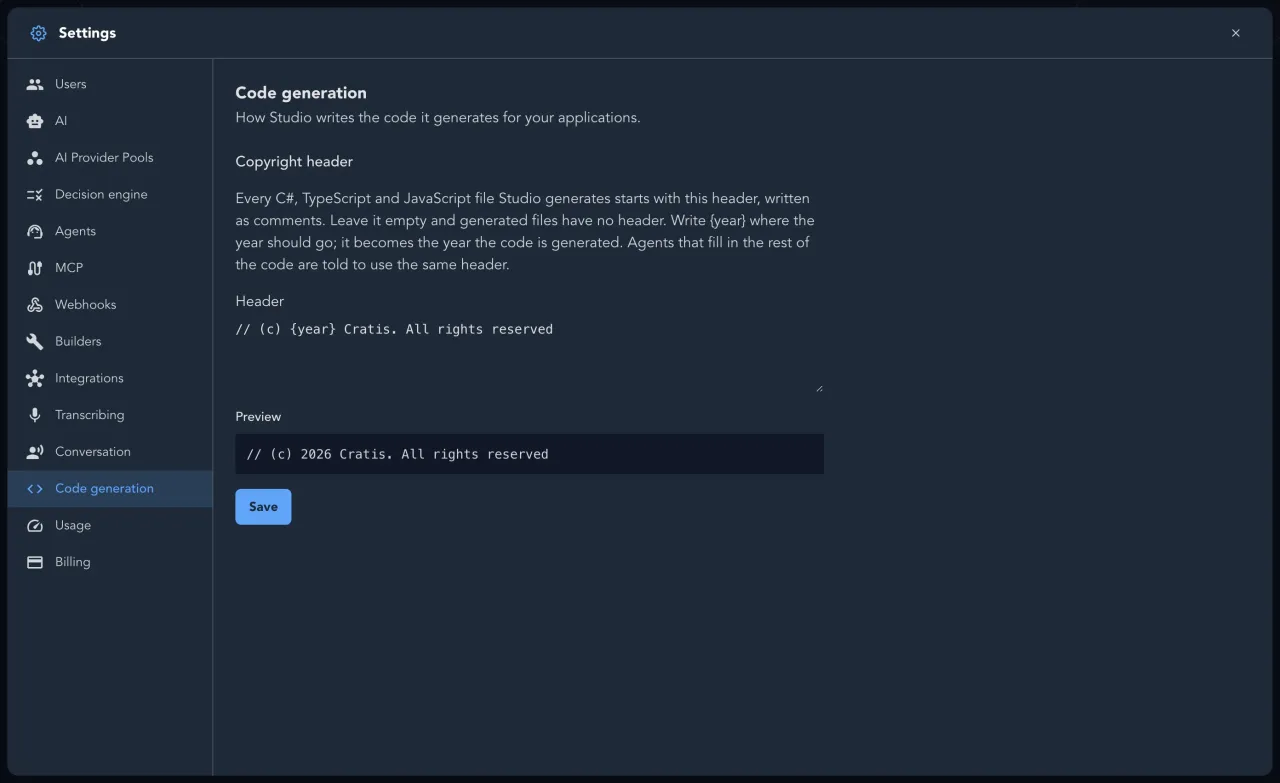 Settings
Users
AI
AI Provider Pools
Decision engine
Agents
MCP
Webhooks
Builders
Integrations
Transcribing
Conversation
Code generation
Usage
Billing
Code generation
How Studio writes the code it generates for your applications.
Copyright header
Every C#, TypeScript and JavaScript file Studio generates starts with this header, written
as comments. Leave it empty and generated files have no header. Write {year} where the
year should go; it becomes the year the code is generated. Agents that fill in the rest of
the code are told to use the same header.
Header
// (c) {year} Cratis. All rights reserved
Preview
// (c) 2026 Cratis. All rights reserved
Save